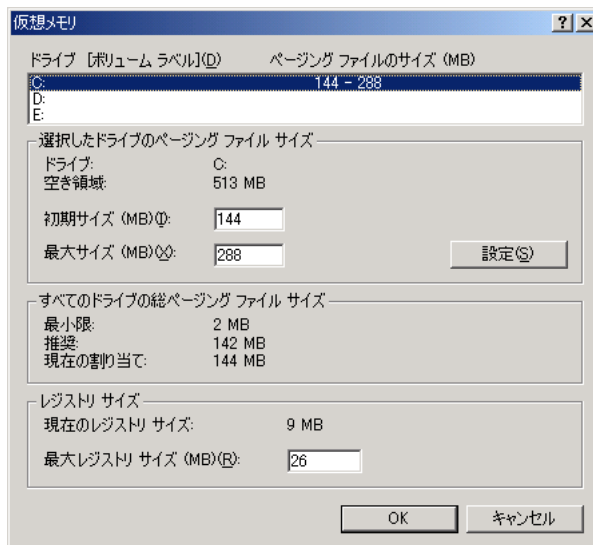 仮想メモリ
ドライブ [ボリューム ラベル](D) ページング ファイルのサイズ (MB)
C: 144 - 288
D:
E:
選択したドライブのページング ファイル サイズ
ドライブ: C:
空き領域: 513 MB
初期サイズ (MB)(I): 144
最大サイズ (MB)(X): 288
設定(S)
すべてのドライブの総ページング ファイル サイズ
最小限: 2 MB
推奨: 142 MB
現在の割り当て: 144 MB
レジストリ サイズ
現在のレジストリ サイズ: 9 MB
最大レジストリ サイズ (MB)(R): 26
OK キャンセル